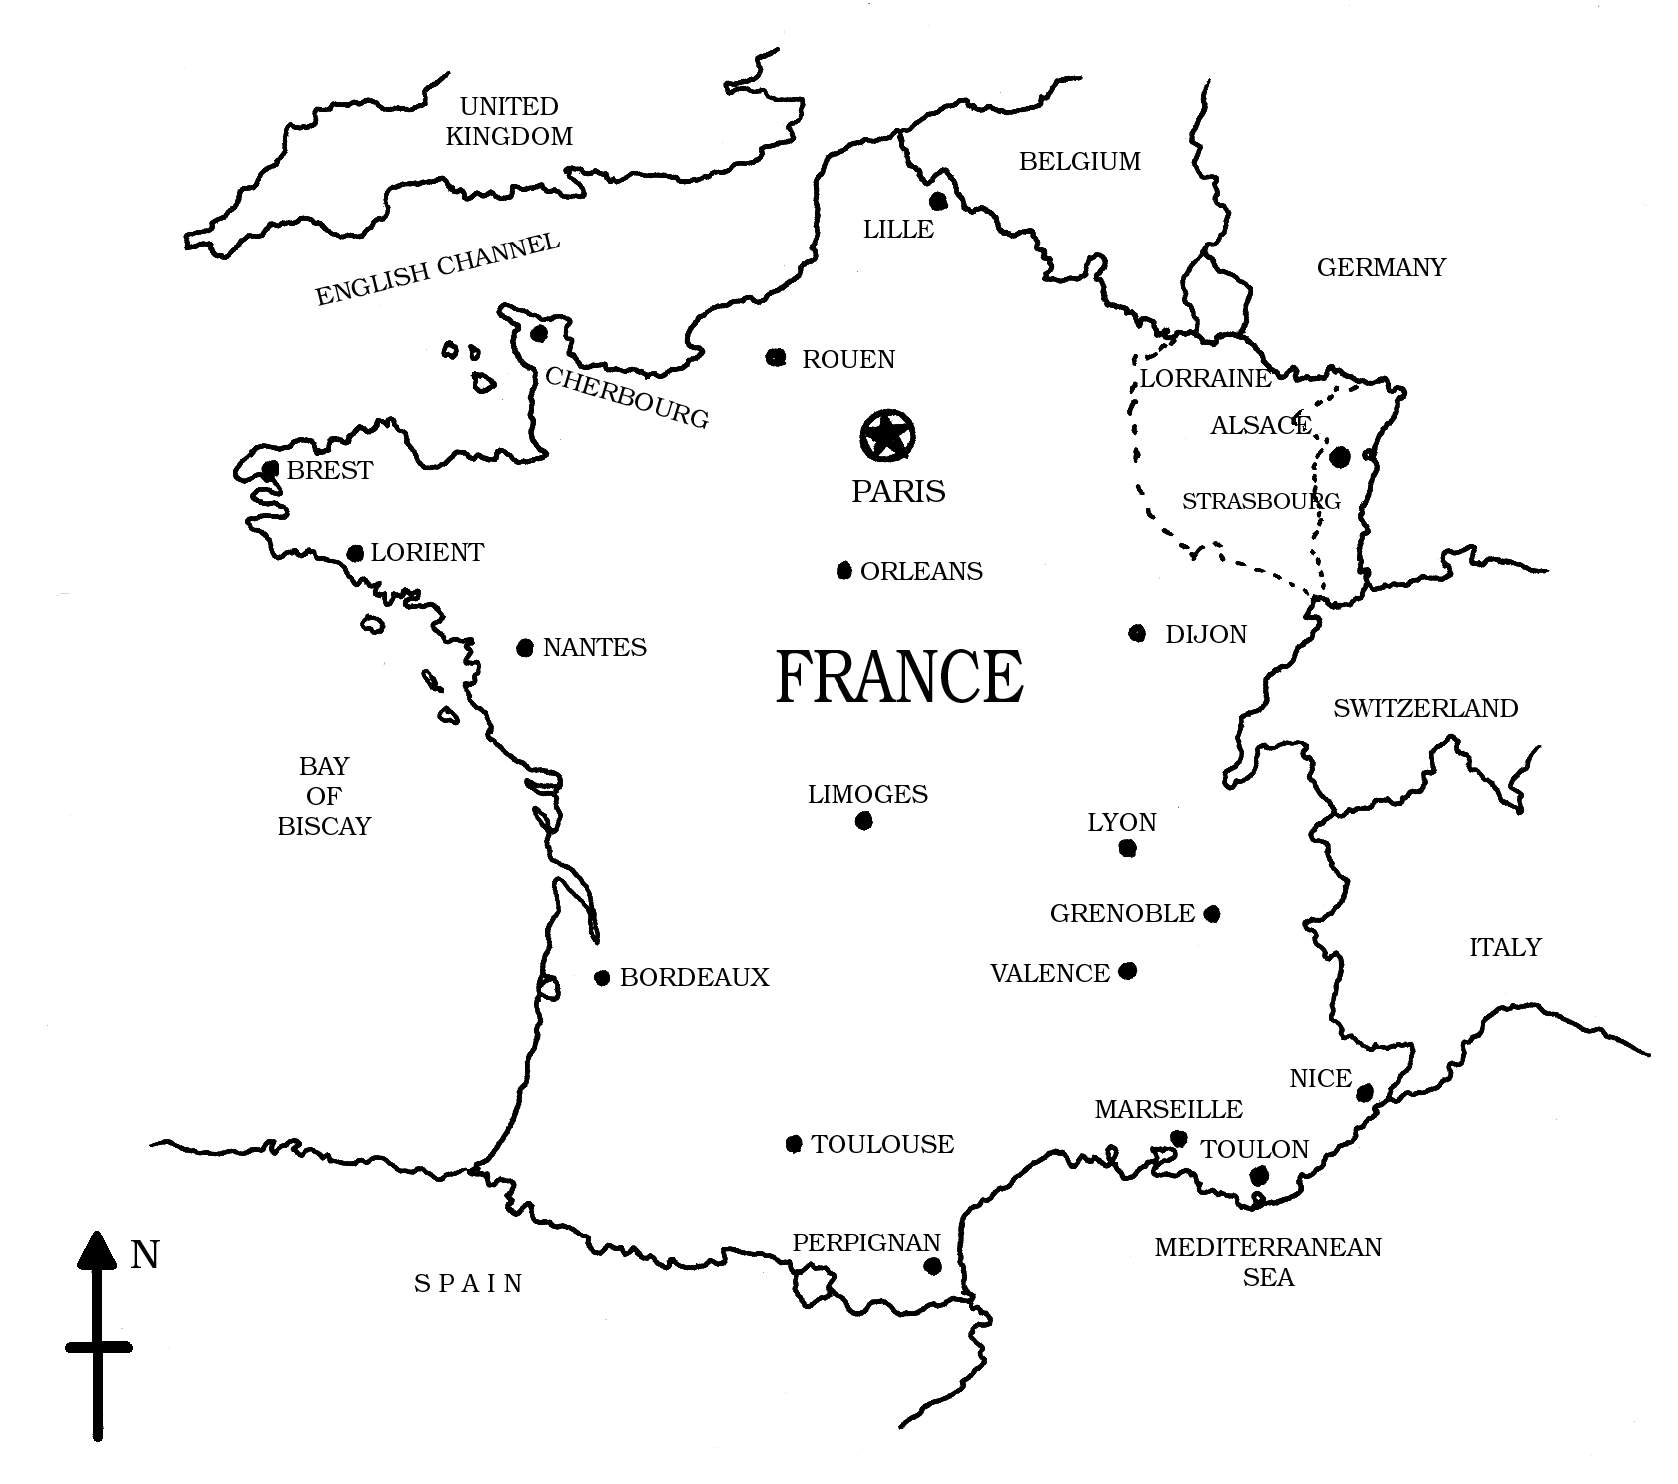 UNITED
KINGDOM
BELGIUM
LILLE
ENGLISH CHANNEL
GERMANY
ROUEN
CHERBOURG
LORRAINE
ALSACE
BREST
PARIS
STRASBOURG
LORIENT
ORLEANS
DIJON
NANTES
FRANCE
SWITZERLAND
BAY
OF
BISCAY
LIMOGES
LYON
GRENOBLE
ITALY
VALENCE
BORDEAUX
NICE
MARSEILLE
TOULOUSE
TOULON
PERPIGNAN
MEDITERRANEAN
SEA
N
SPAIN